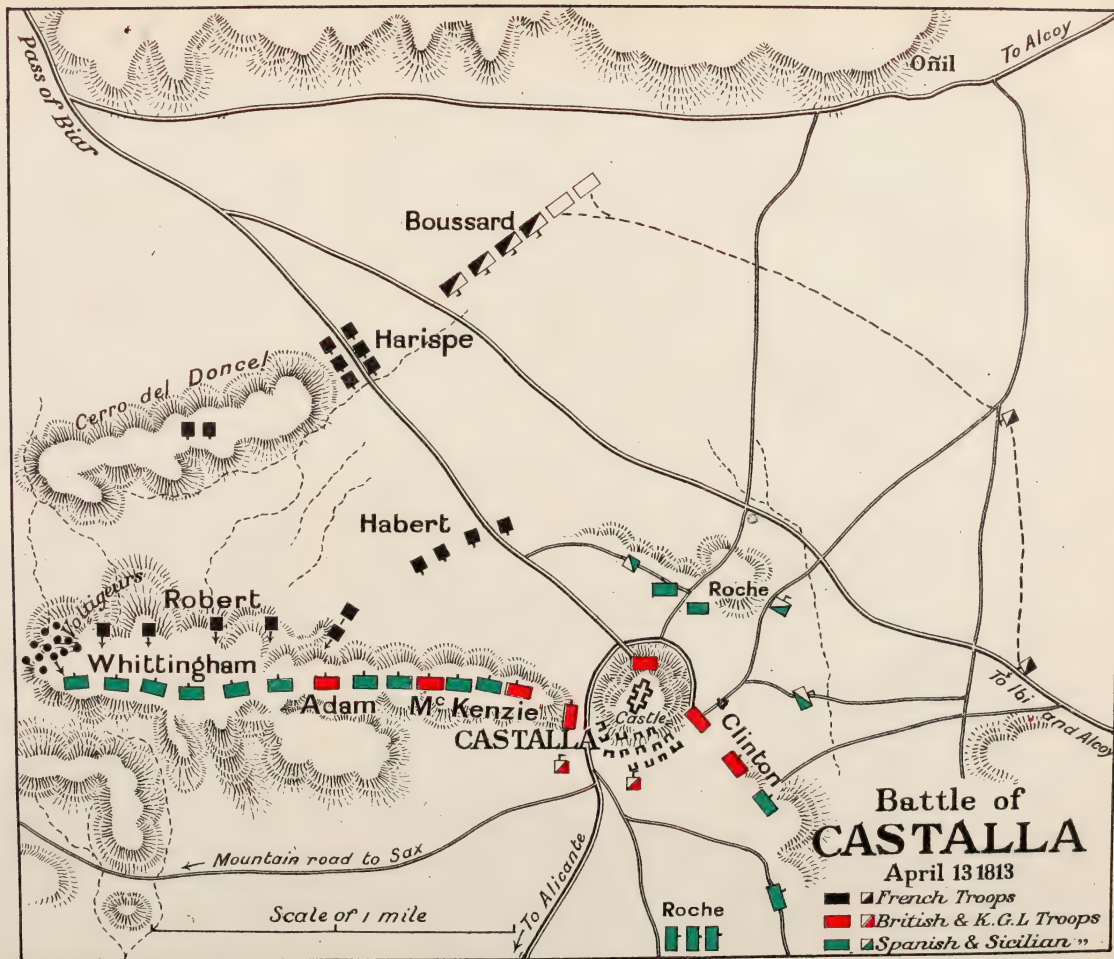 Pass of Biar
Oñil
To Alcoy
Boussard
Harispe
Cerro del Doncel
Habert
Voltigeurs
Robert
Roche
Whittingham
Adam
Mc Kenzie
Castle
CASTALLA
Clinton
To Ibi and Alcoy
Mountain road to Sax
To Alicante
Scale of 1 mile
Roche
Battle of
CASTALLA
April 13 1813
French Troops
British & K.G.L Troops
Spanish & Sicilian "